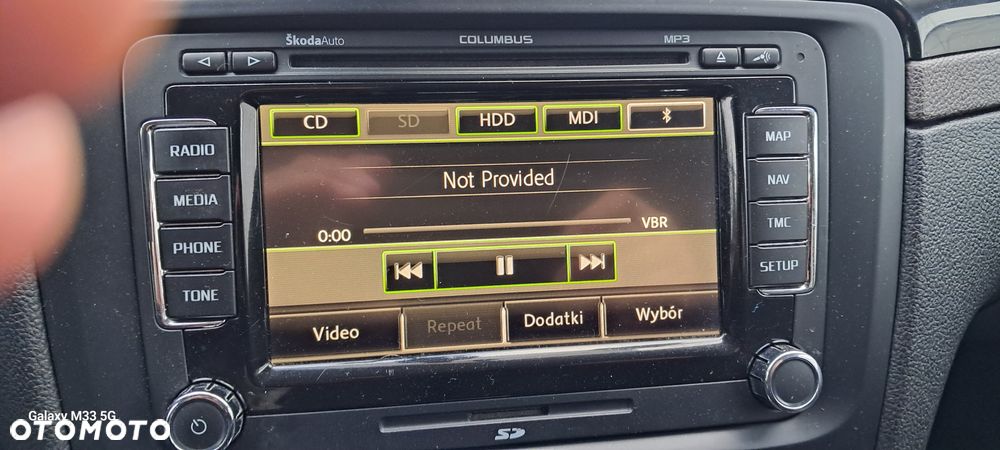 ŠkodaAuto COLUMBUS MP3
CD SD HDD MDI
RADIO
MEDIA
PHONE
TONE
MAP
NAV
TMC
SETUP
Not Provided
0:00 VBR
Video Repeat Dodatki Wybór
SD
Galaxy M33 5G
OTOMOTO